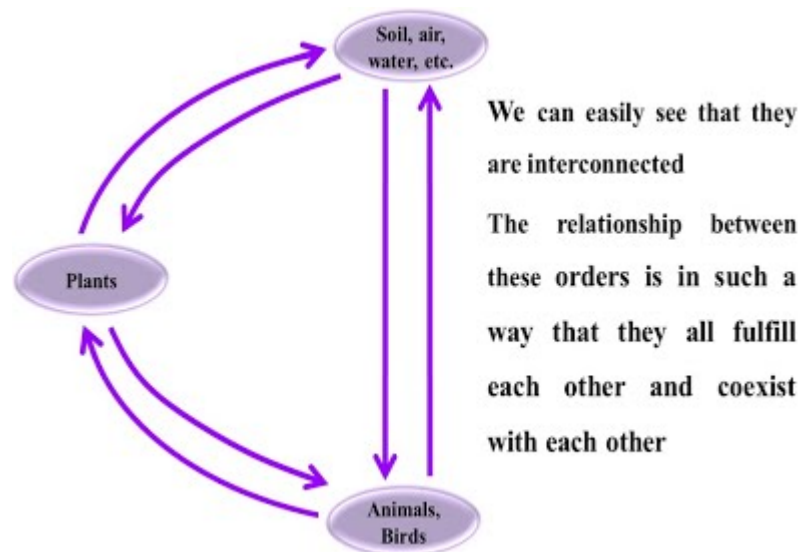 Soil, air,
water, etc.
Plants
Animals,
Birds
We can easily see that they
are interconnected
The relationship between
these orders is in such a
way that they all fulfill
each other and coexist
with each other